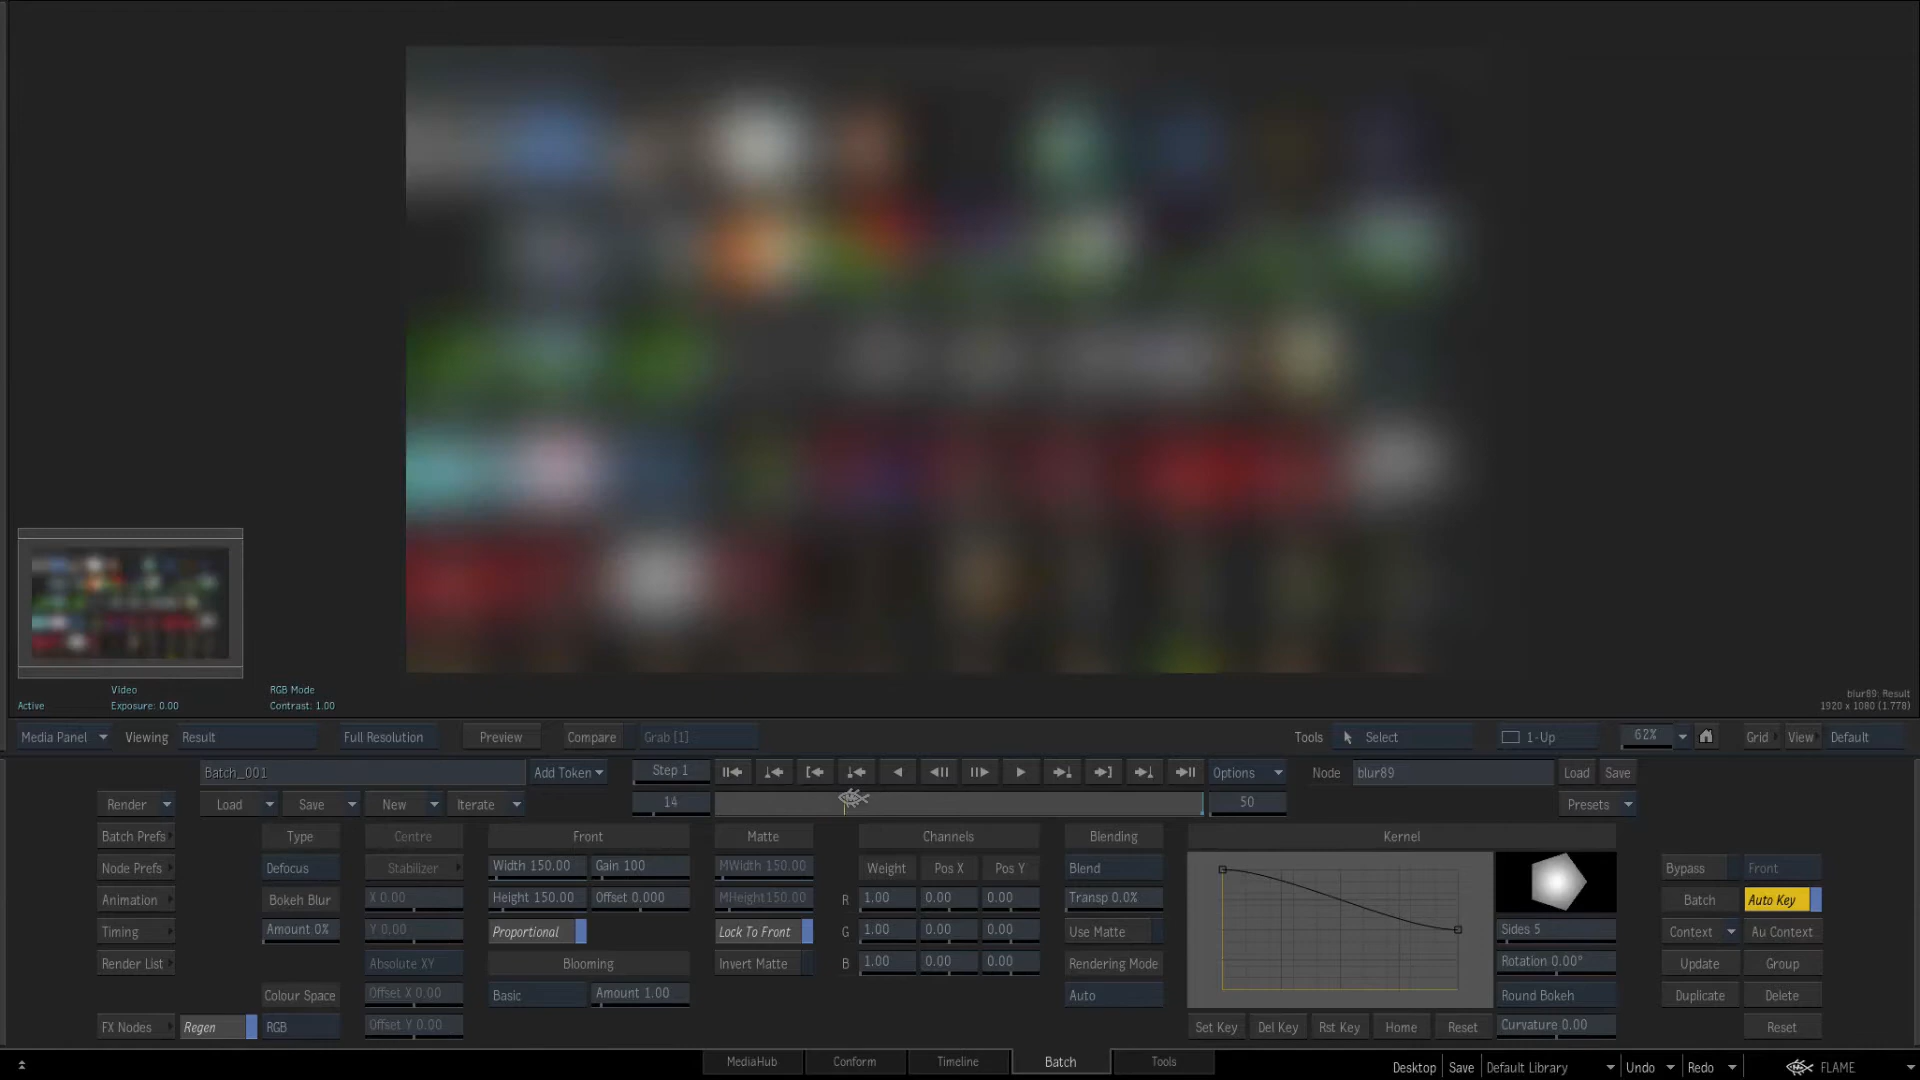 Video
RGB Mode
Active
Exposure: 0.00
Contrast: 1.00
blur89: Result
1920 x 1080 (1.778)
Media Panel
Viewing
Result
Full Resolution
Preview
Compare
Grab [1]
Tools
Select
1-Up
62%
Grid
View
Default
Batch_001
Add Token
Step 1
Options
Node
blur89
Load
Save
Render
Load
Save
New
Iterate
14
50
Presets
Batch Prefs
Type
Centre
Front
Matte
Channels
Blending
Kernel
Node Prefs
Defocus
Stabilizer
Width 150.00
Gain 100
MWidth 150.00
Weight
Pos X
Pos Y
Blend
Bypass
Front
Animation
Bokeh Blur
X 0.00
Height 150.00
Offset 0.000
MHeight150.00
R
1.00
0.00
0.00
Transp 0.0%
Batch
Auto Key
Timing
Amount 0%
Y 0.00
Proportional
Lock To Front
G
1.00
0.00
0.00
Use Matte
Sides 5
Context
Au Context
Render List
Absolute XY
Blooming
Invert Matte
B
1.00
0.00
0.00
Rendering Mode
Rotation 0.00°
Update
Group
Colour Space
Offset X 0.00
Basic
Amount 1.00
Auto
Round Bokeh
Duplicate
Delete
FX Nodes
Regen
RGB
Offset Y 0.00
Set Key
Del Key
Rst Key
Home
Reset
Curvature 0.00
Reset
MediaHub
Conform
Timeline
Batch
Tools
Desktop
Save
Default Library
Undo
Redo
FLAME